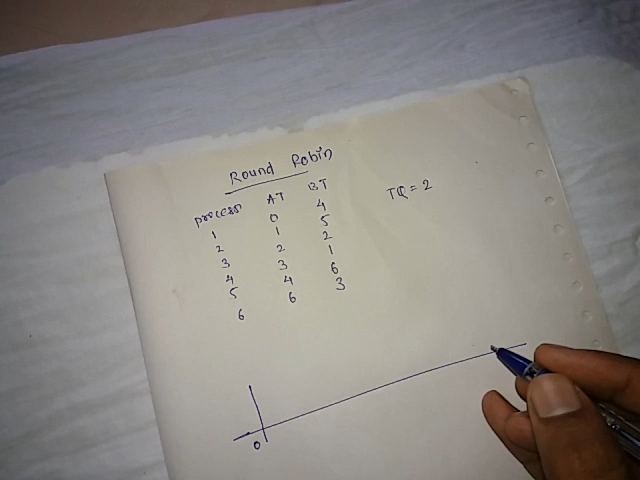 Round Robin
process AT BT TQ = 2
1 0 4
2 1 5
3 2 2
4 3 1
5 4 6
6 6 3
0